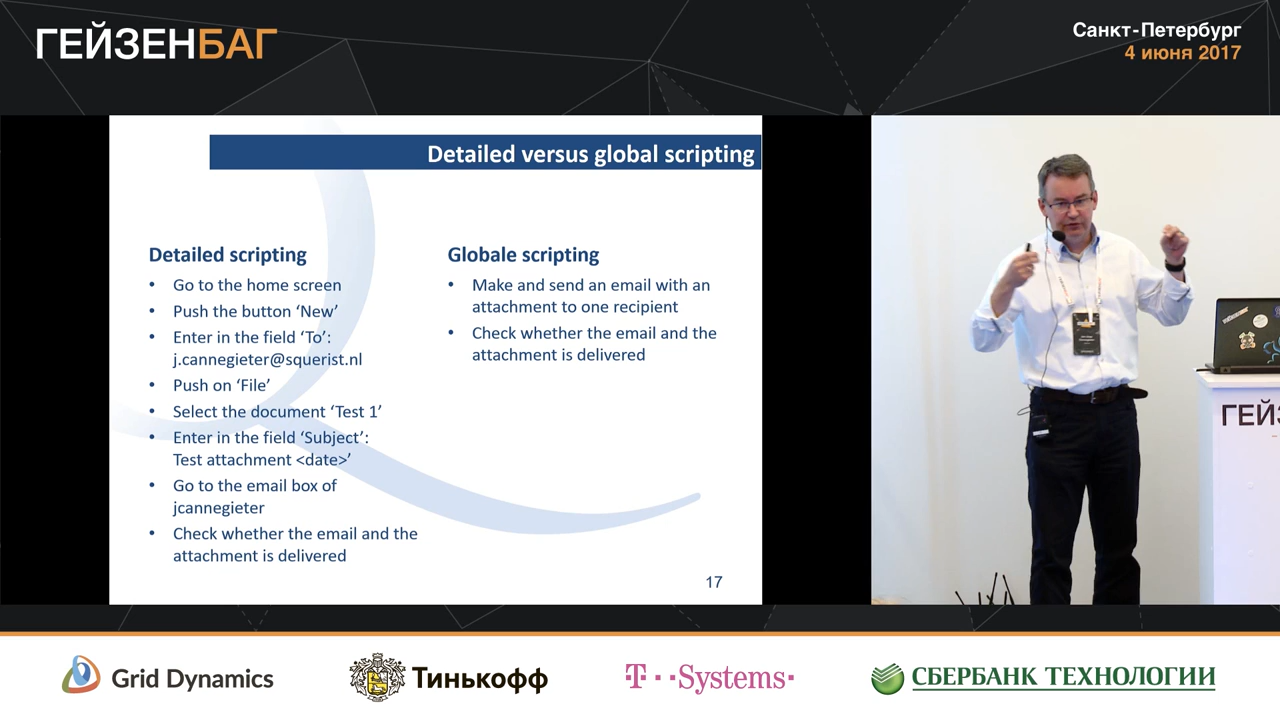 ГЕЙЗЕНБАГ
Санкт-Петербург
4 июня 2017
Detailed versus global scripting
Detailed scripting
• Go to the home screen
• Push the button ‘New’
• Enter in the field ‘To’:
j.cannegieter@squerist.nl
• Push on ‘File’
• Select the document ‘Test 1’
• Enter in the field ‘Subject’:
Test attachment <date>’
• Go to the email box of
jcannegieter
• Check whether the email and the
attachment is delivered
Globale scripting
• Make and send an email with an
attachment to one recipient
• Check whether the email and the
attachment is delivered
17
ГЕЙЗ
Grid Dynamics
Тинькофф
T··Systems·
СБЕРБАНК ТЕХНОЛОГИИ